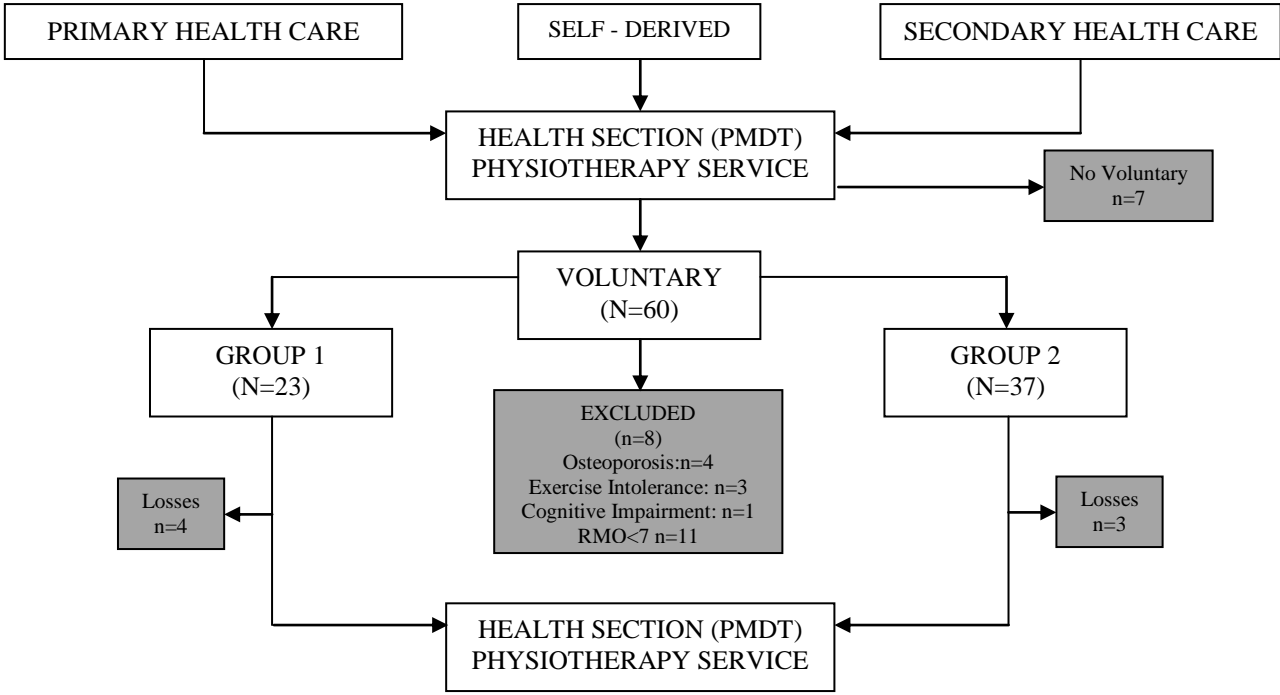 PRIMARY HEALTH CARE
SELF - DERIVED
SECONDARY HEALTH CARE
HEALTH SECTION (PMDT)
PHYSIOTHERAPY SERVICE
No Voluntary
n=7
VOLUNTARY
(N=60)
GROUP 1
(N=23)
GROUP 2
(N=37)
EXCLUDED
(n=8)
Osteoporosis:n=4
Exercise Intolerance: n=3
Cognitive Impairment: n=1
RMO<7 n=11
Losses
n=4
Losses
n=3
HEALTH SECTION (PMDT)
PHYSIOTHERAPY SERVICE